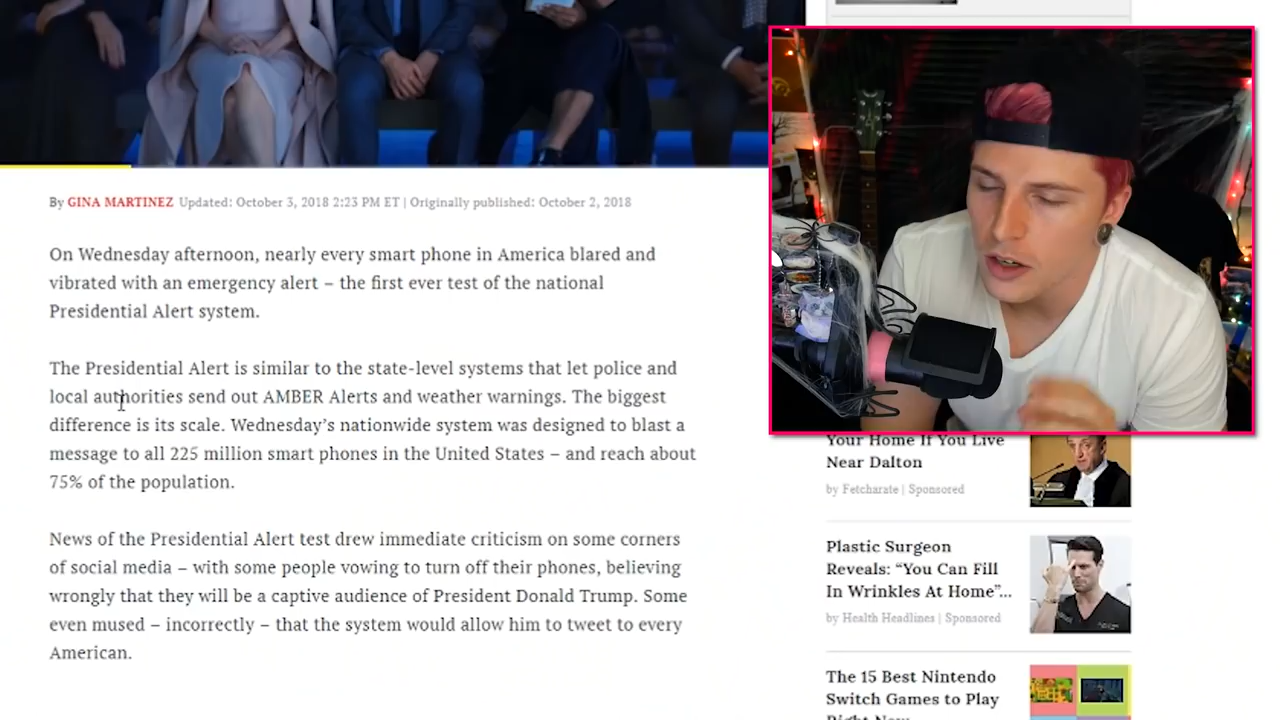 By GINA MARTINEZ Updated: October 3, 2018 2:23 PM ET | Originally published: October 2, 2018
On Wednesday afternoon, nearly every smart phone in America blared and
vibrated with an emergency alert – the first ever test of the national
Presidential Alert system.
The Presidential Alert is similar to the state-level systems that let police and
local authorities send out AMBER Alerts and weather warnings. The biggest
difference is its scale. Wednesday’s nationwide system was designed to blast a
message to all 225 million smart phones in the United States – and reach about
75% of the population.
News of the Presidential Alert test drew immediate criticism on some corners
of social media – with some people vowing to turn off their phones, believing
wrongly that they will be a captive audience of President Donald Trump. Some
even mused – incorrectly – that the system would allow him to tweet to every
American.
Your Home If You Live
Near Dalton
by Fetcharate | Sponsored
Plastic Surgeon
Reveals: “You Can Fill
In Wrinkles At Home”...
by Health Headlines | Sponsored
The 15 Best Nintendo
Switch Games to Play
Right Now